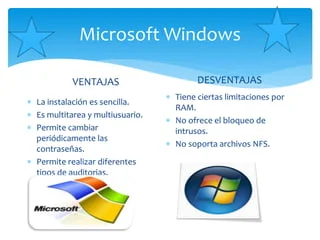 Microsoft Windows
VENTAJAS
La instalación es sencilla.
Es multitarea y multiusuario.
Permite cambiar
periódicamente las
contraseñas.
Permite realizar diferentes
tipos de auditorias.
Microsoft
DESVENTAJAS
Tiene ciertas limitaciones por
RAM.
No ofrece el bloqueo de
intrusos.
No soporta archivos NFS.